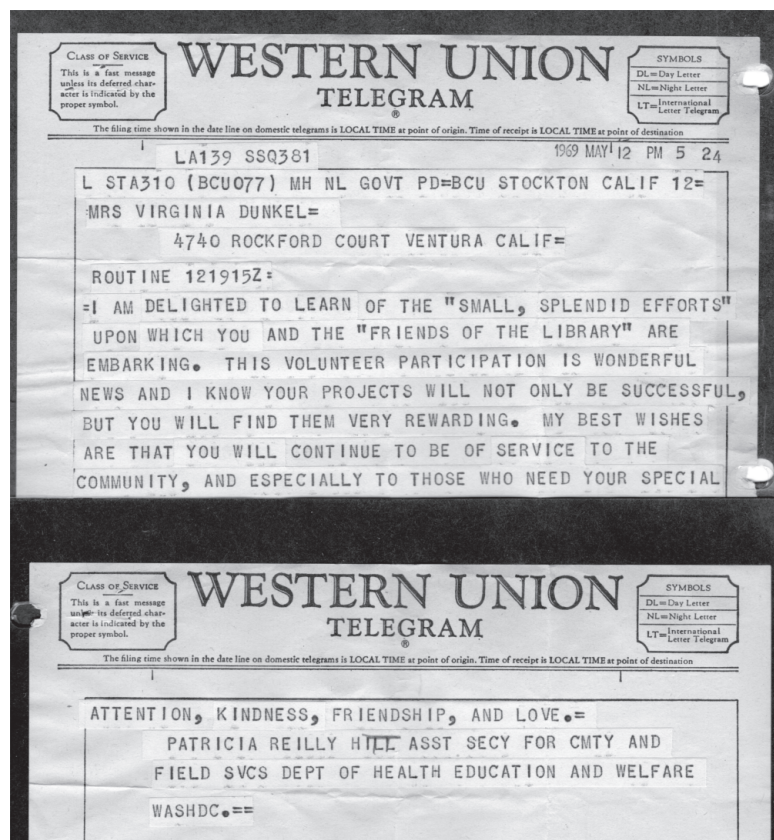 CLASS OF SERVICE
This is a fast message
unless its deferred char-
acter is indicated by the
proper symbol.
WESTERN UNION
TELEGRAM
®
SYMBOLS
DL=Day Letter
NL=Night Letter
LT=International Letter Telegram
The filing time shown in the date line on domestic telegrams is LOCAL TIME at point of origin. Time of receipt is LOCAL TIME at point of destination
LA139 SSQ381
1969 MAY 12 PM 5 24
L STA310 (BCU077) MH NL GOVT PD=BCU STOCKTON CALIF 12=
:MRS VIRGINIA DUNKEL=
4740 ROCKFORD COURT VENTURA CALIF=
ROUTINE 121915Z:
=I AM DELIGHTED TO LEARN OF THE "SMALL, SPLENDID EFFORTS"
UPON WHICH YOU AND THE "FRIENDS OF THE LIBRARY" ARE
EMBARKING. THIS VOLUNTEER PARTICIPATION IS WONDERFUL
NEWS AND I KNOW YOUR PROJECTS WILL NOT ONLY BE SUCCESSFUL,
BUT YOU WILL FIND THEM VERY REWARDING. MY BEST WISHES
ARE THAT YOU WILL CONTINUE TO BE OF SERVICE TO THE
COMMUNITY, AND ESPECIALLY TO THOSE WHO NEED YOUR SPECIAL
CLASS OF SERVICE
This is a fast message
unless its deferred char-
acter is indicated by the
proper symbol.
WESTERN UNION
TELEGRAM
®
SYMBOLS
DL=Day Letter
NL=Night Letter
LT=International Letter Telegram
The filing time shown in the date line on domestic telegrams is LOCAL TIME at point of origin. Time of receipt is LOCAL TIME at point of destination
ATTENTION, KINDNESS, FRIENDSHIP, AND LOVE.=
PATRICIA REILLY HILL ASST SECY FOR CMTY AND
FIELD SVCS DEPT OF HEALTH EDUCATION AND WELFARE
WASHDC.==